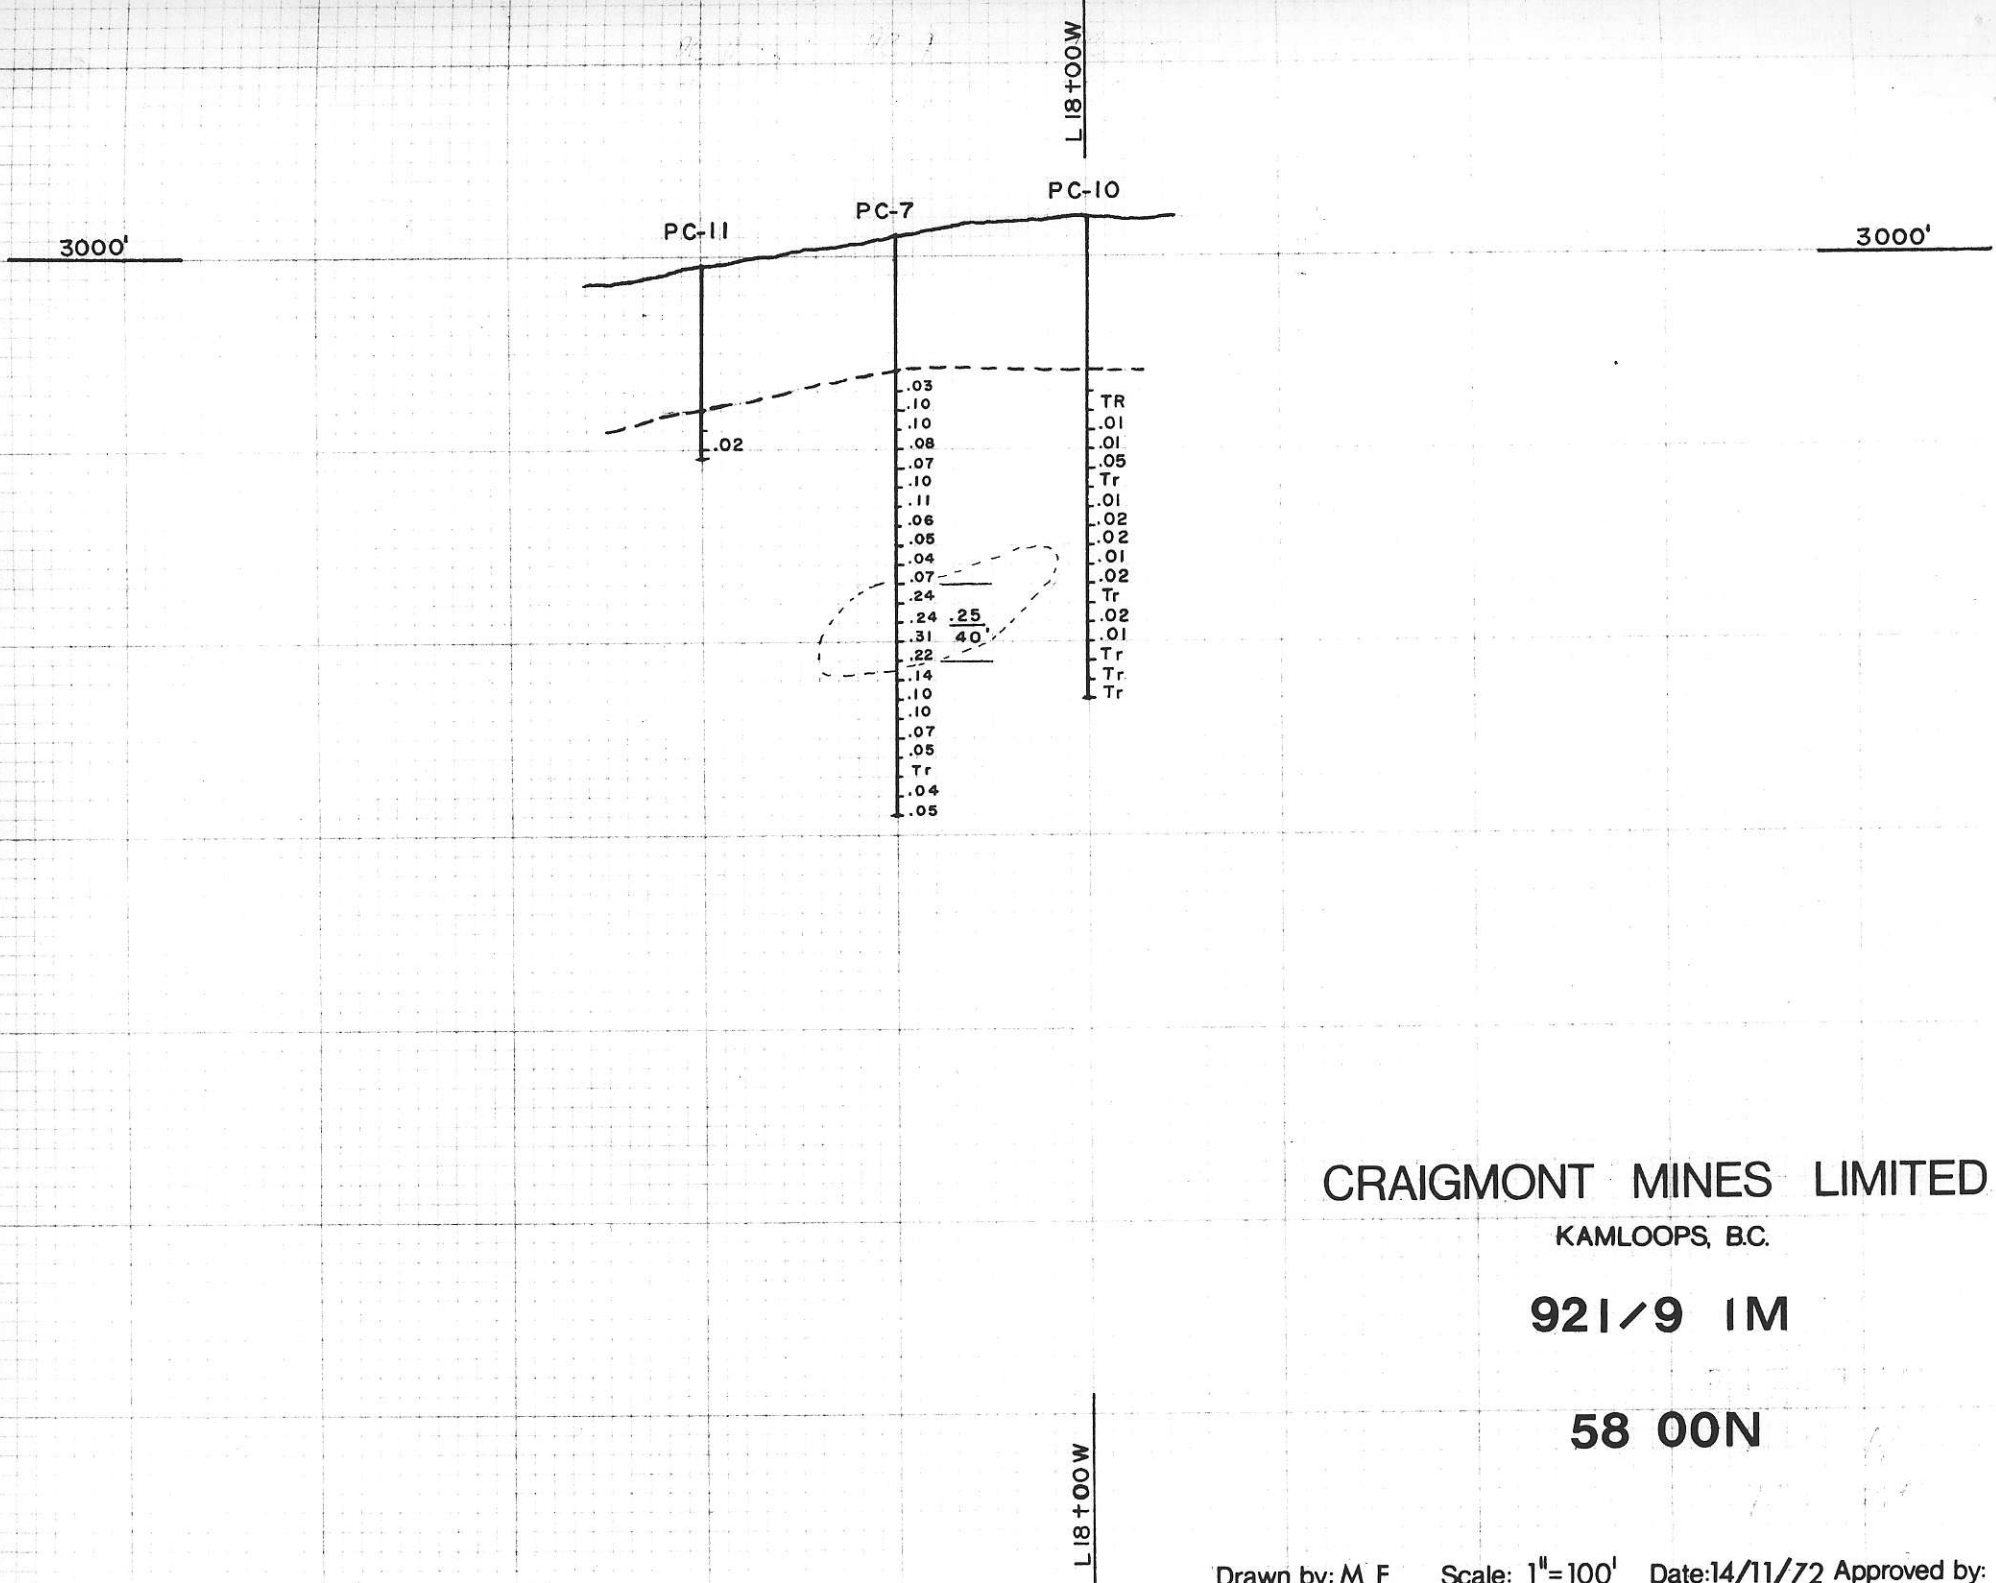 L 18+00W
PC-10
PC-7
PC-11
3000'
3000'
.03
.10
.10
.08
.07
.10
.11
.06
.05
.04
.07
.24
.24
.31
.22
.14
.10
.10
.07
.05
Tr
.04
.05
.25
40'
.02
TR
.01
.01
.05
Tr
.01
.02
.02
.01
.02
Tr
.02
.01
Tr
Tr
Tr
CRAIGMONT MINES LIMITED
KAMLOOPS, B.C.
92I/9 IM
58 00N
L18+00W
Drawn by: M F Scale: 1"=100' Date:14/11/72 Approved by: